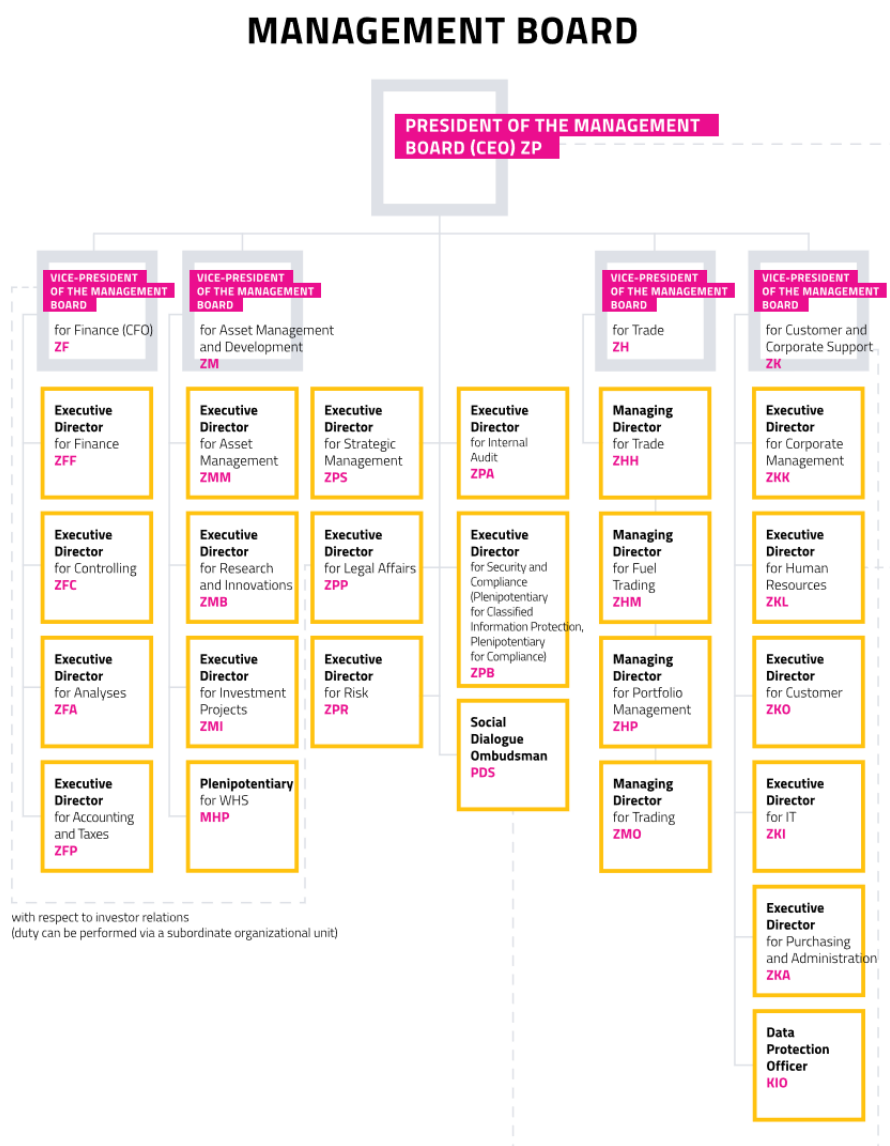 MANAGEMENT BOARD
PRESIDENT OF THE MANAGEMENT
BOARD (CEO) ZP
VICE-PRESIDENT
OF THE MANAGEMENT
BOARD
for Finance (CFO)
ZF
VICE-PRESIDENT
OF THE MANAGEMENT
BOARD
for Asset Management
and Development
ZM
VICE-PRESIDENT
OF THE MANAGEMENT
BOARD
for Trade
ZH
VICE-PRESIDENT
OF THE MANAGEMENT
BOARD
for Customer and
Corporate Support
ZK
Executive
Director
for Finance
ZFF
Executive
Director
for Asset
Management
ZMM
Executive
Director
for Strategic
Management
ZPS
Executive
Director
for Internal
Audit
ZPA
Managing
Director
for Trade
ZHH
Executive
Director
for Corporate
Management
ZKK
Executive
Director
for Controlling
ZFC
Executive
Director
for Research
and Innovations
ZMB
Executive
Director
for Legal Affairs
ZPP
Executive
Director
for Security and
Compliance
(Plenipotentiary
for Classified
Information Protection,
Plenipotentiary
for Compliance)
ZPB
Managing
Director
for Fuel
Trading
ZHM
Executive
Director
for Human
Resources
ZKL
Executive
Director
for Analyses
ZFA
Executive
Director
for Investment
Projects
ZMI
Executive
Director
for Risk
ZPR
Social
Dialogue
Ombudsman
PDS
Managing
Director
for Portfolio
Management
ZHP
Executive
Director
for Customer
ZKO
Executive
Director
for Accounting
and Taxes
ZFP
Plenipotentiary
for WHS
MHP
Managing
Director
for Trading
ZMO
Executive
Director
for IT
ZKI
Executive
Director
for Purchasing
and Administration
ZKA
Data
Protection
Officer
KIO
with respect to investor relations
(duty can be performed via a subordinate organizational unit)